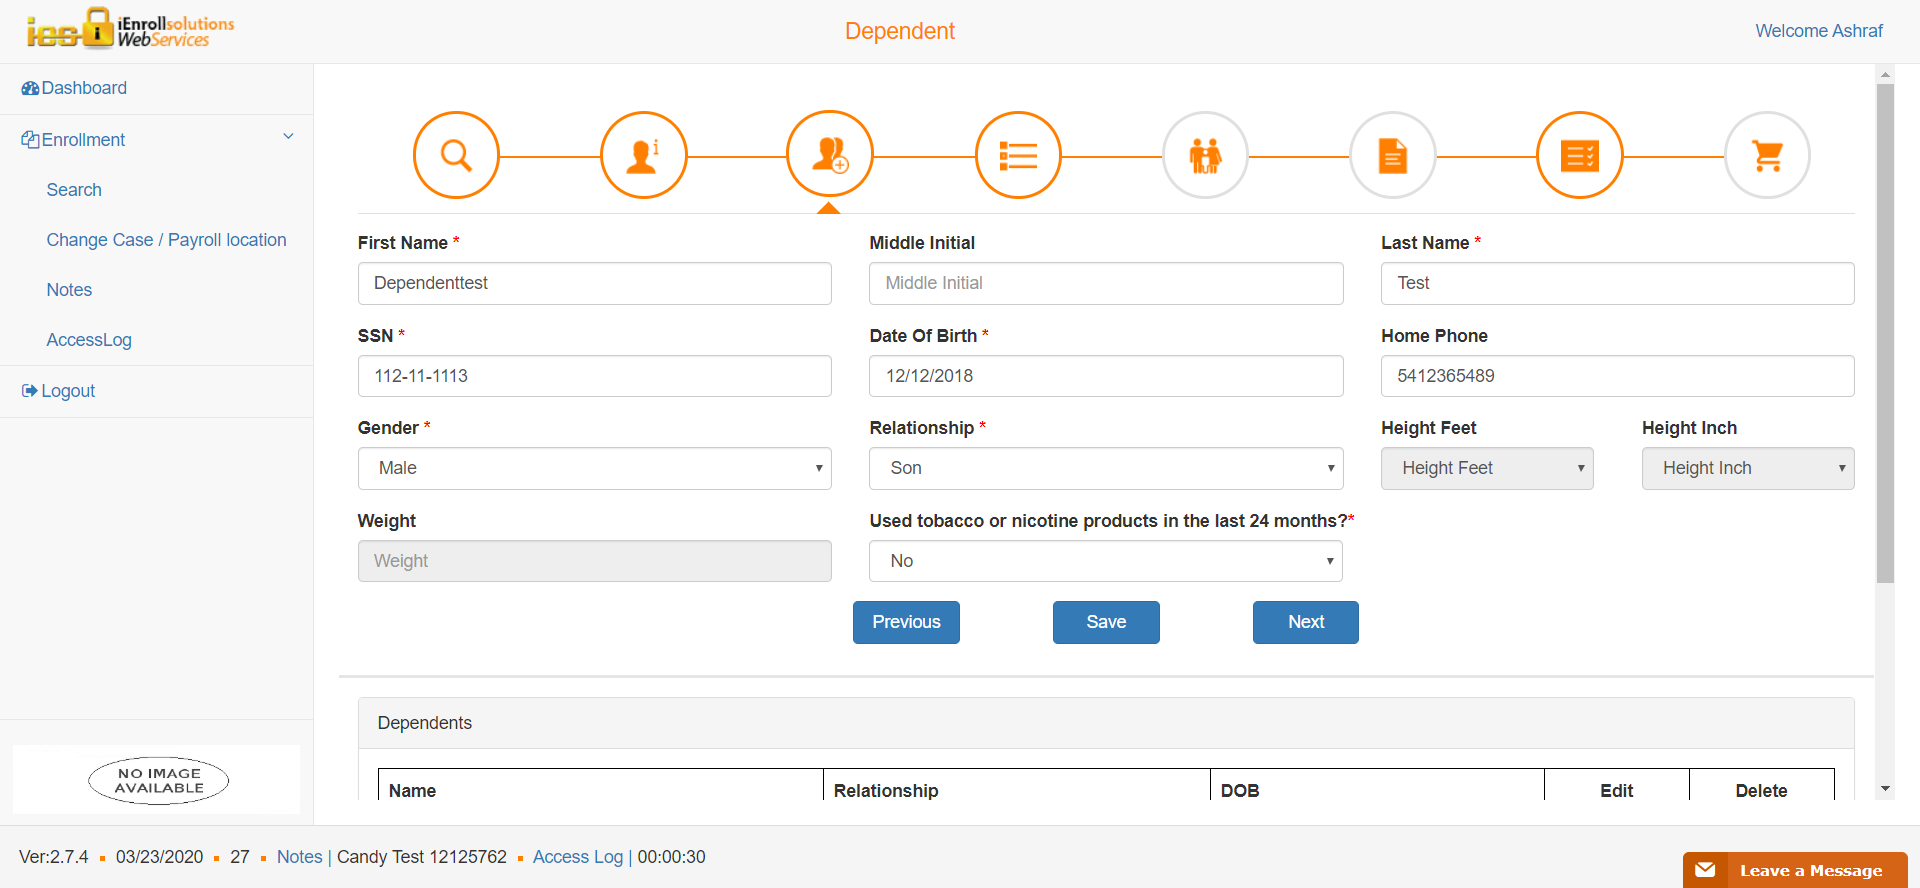 ies iEnrollsolutions
WebServices
Dependent
Welcome Ashraf
Dashboard
Enrollment
Search
Change Case / Payroll location
Notes
AccessLog
Logout
NO IMAGE
AVAILABLE
First Name * Middle Initial Last Name *
Dependenttest Middle Initial Test
SSN * Date Of Birth * Home Phone
112-11-1113 12/12/2018 5412365489
Gender * Relationship * Height Feet Height Inch
Male Son Height Feet Height Inch
Weight Used tobacco or nicotine products in the last 24 months?*
Weight No
Previous Save Next
Dependents
Name Relationship DOB Edit Delete
Ver:2.7.4 03/23/2020 27 Notes | Candy Test 12125762 Access Log | 00:00:30
Leave a Message